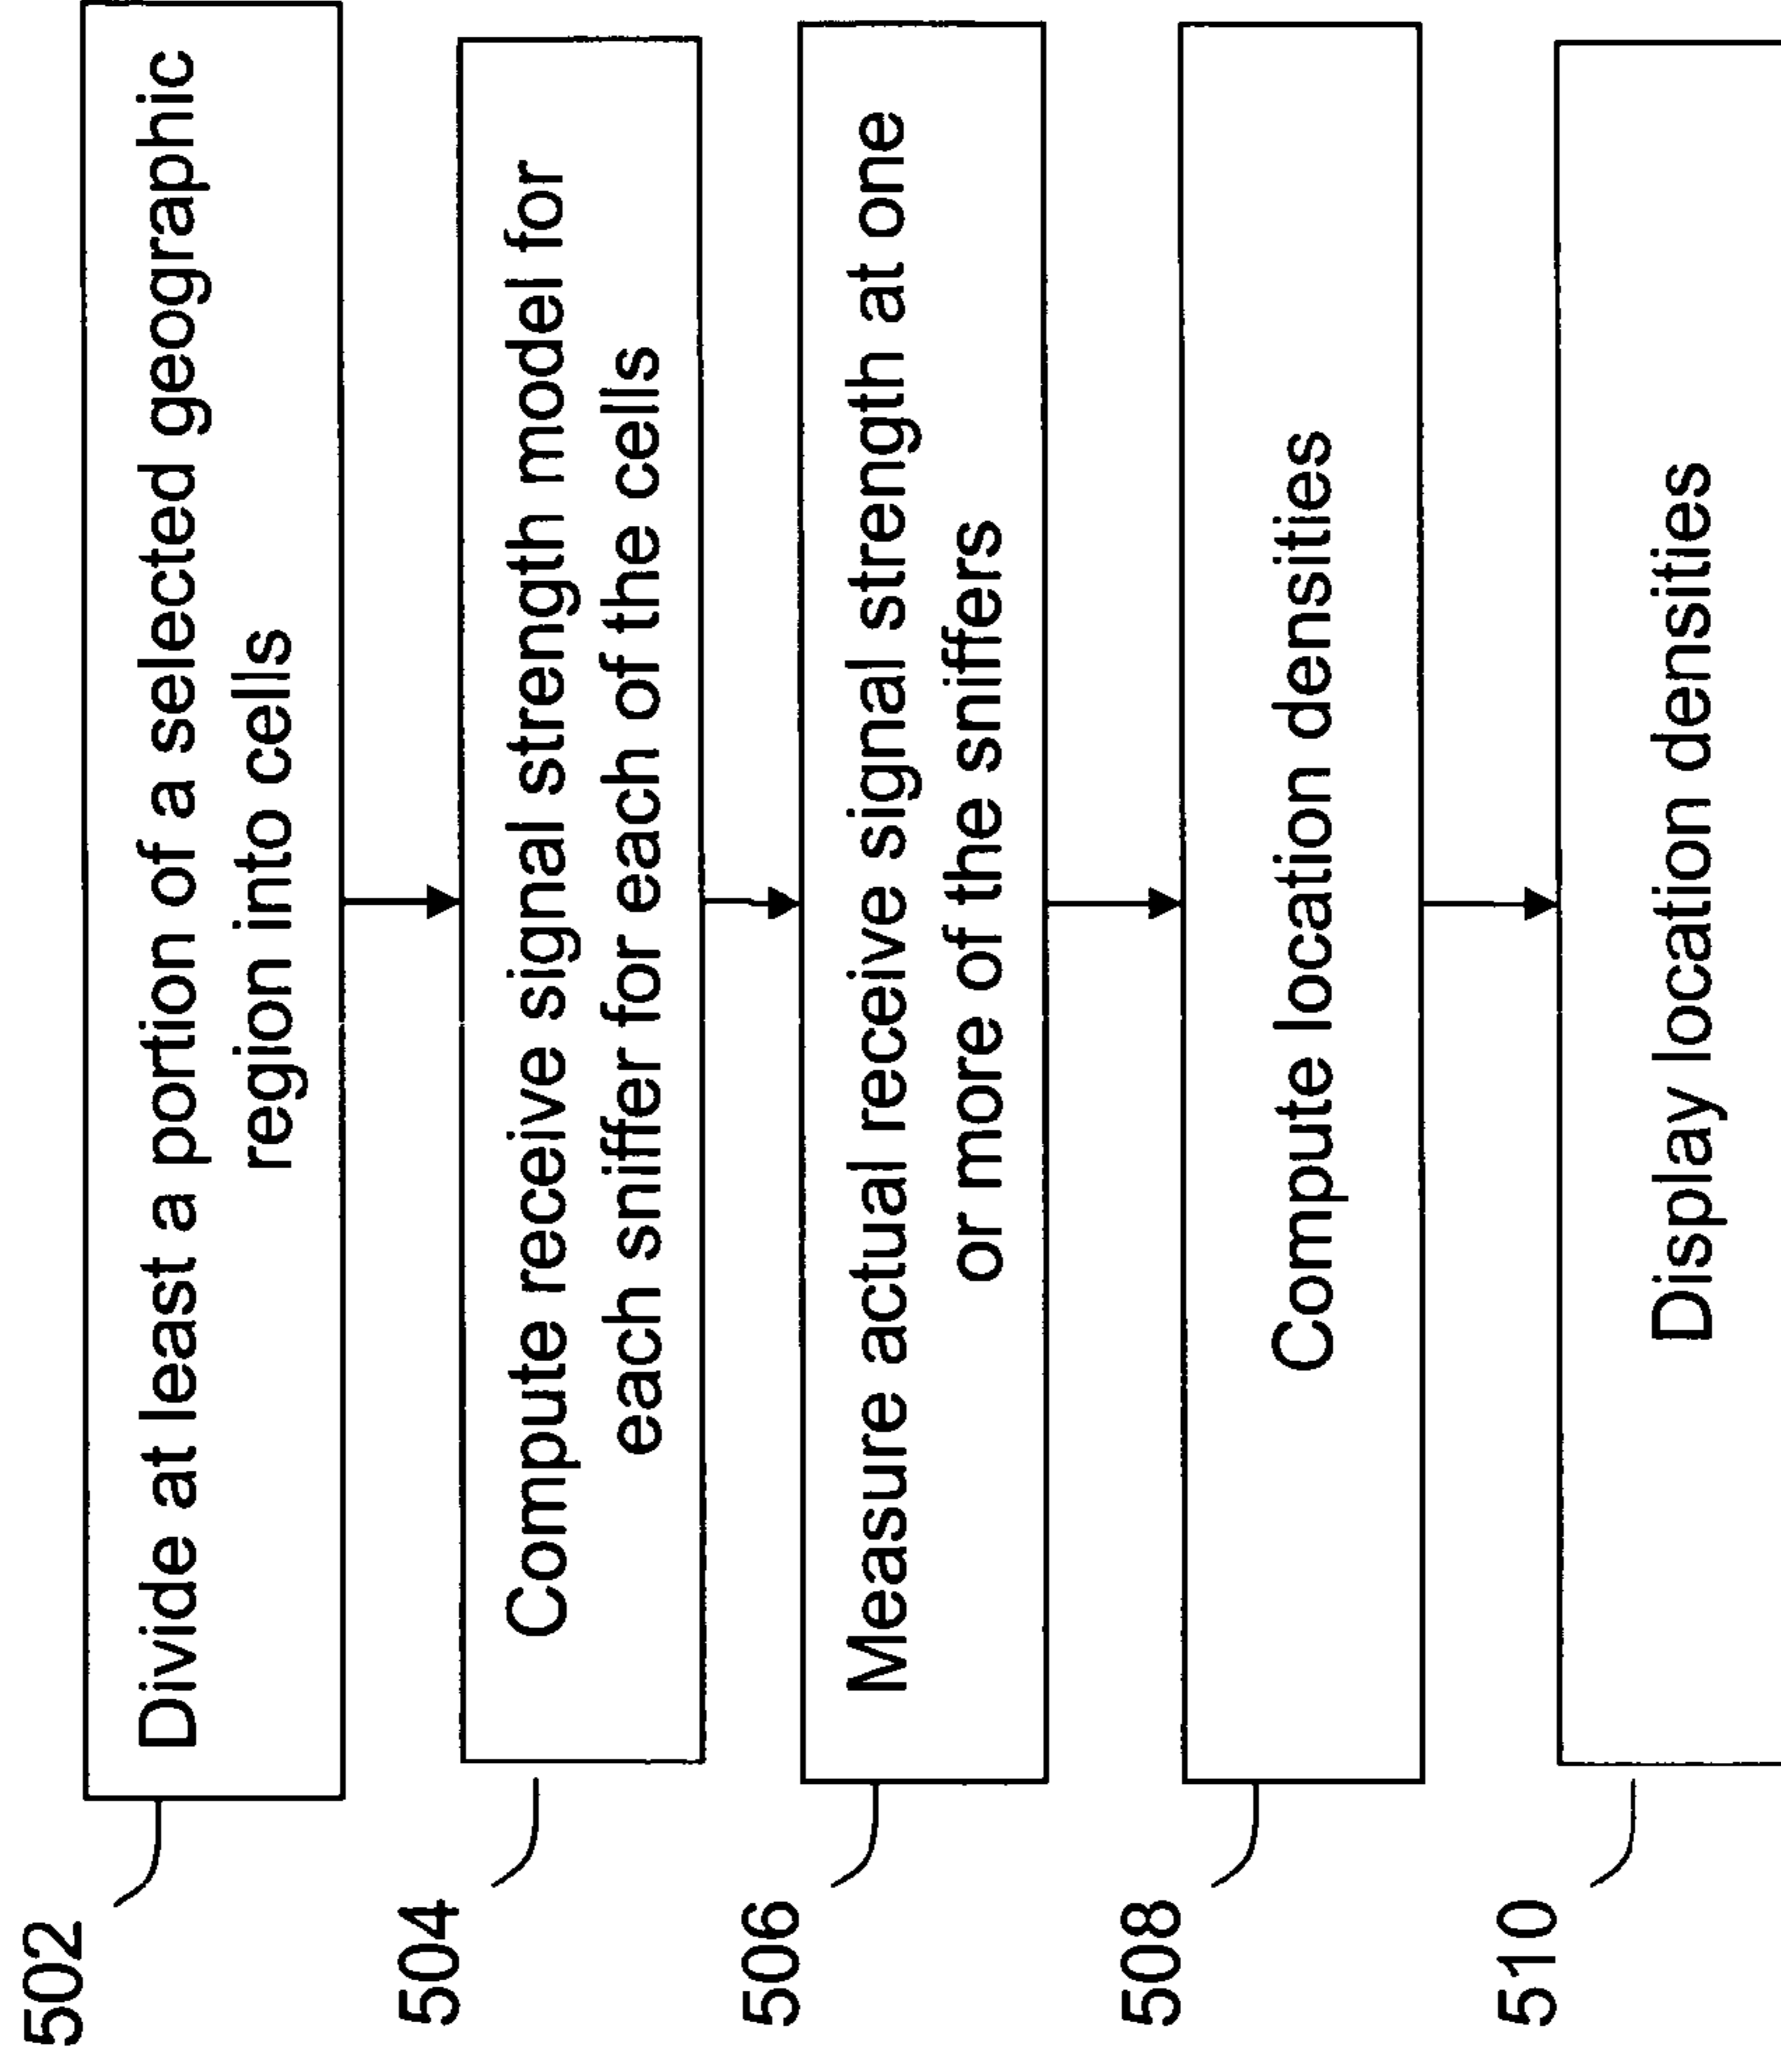 502
Divide at least a portion of a selected geographic
region into cells
504
Compute receive signal strength model for
each sniffer for each of the cells
506
Measure actual receive signal strength at one
or more of the sniffers
508
Compute location densities
510
Display location densities